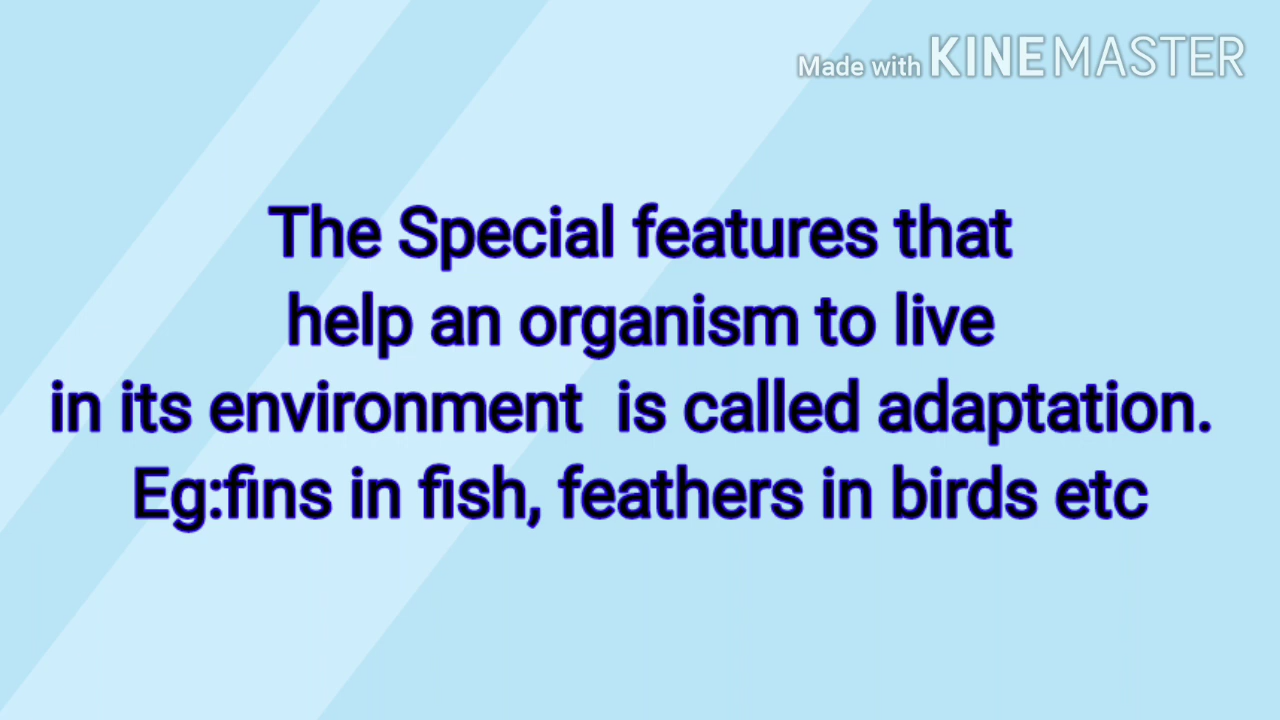 Made with KINEMASTER
The Special features that
help an organism to live
in its environment  is called adaptation.
Eg:fins in fish, feathers in birds etc